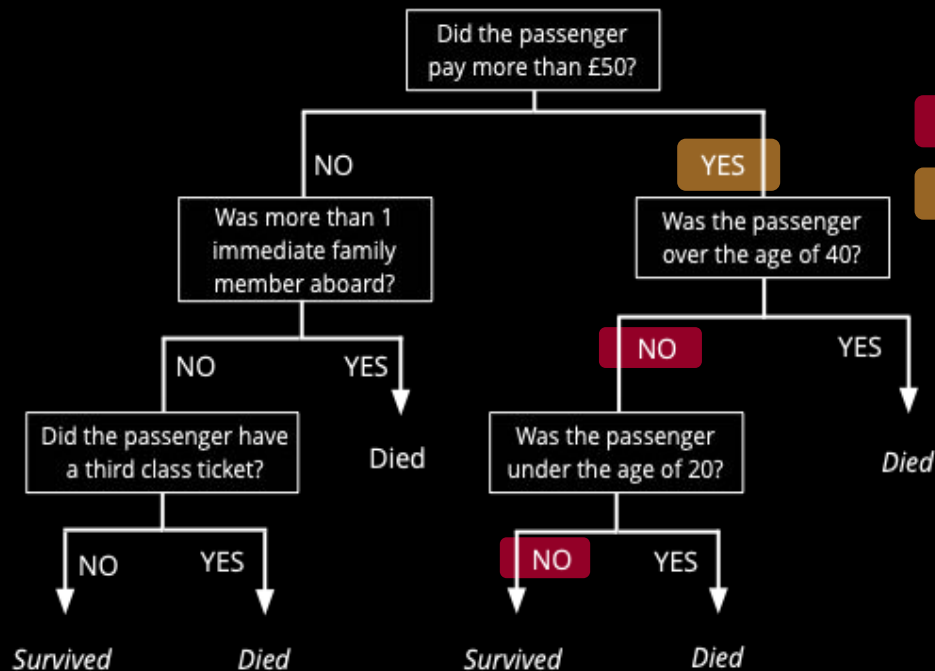 Did the passenger
pay more than £50?
NO
YES
Was more than 1
immediate family
member aboard?
Was the passenger
over the age of 40?
NO
YES
NO
YES
Did the passenger have
a third class ticket?
Died
Was the passenger
under the age of 20?
Died
NO
YES
NO
YES
Survived
Died
Survived
Died